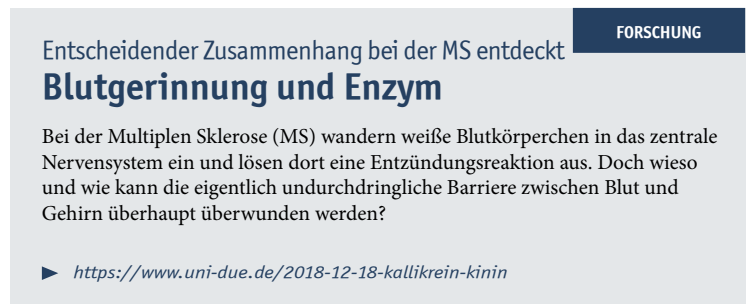 FORSCHUNG
Entscheidender Zusammenhang bei der MS entdeckt
Blutgerinnung und Enzym
Bei der Multiplen Sklerose (MS) wandern weiße Blutkörperchen in das zentrale
Nervensystem ein und lösen dort eine Entzündungsreaktion aus. Doch wieso
und wie kann die eigentlich undurchdringliche Barriere zwischen Blut und
Gehirn überhaupt überwunden werden?
► https://www.uni-due.de/2018-12-18-kallikrein-kinin